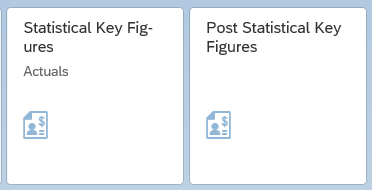 Statistical Key Fig-
ures
Actuals
Post Statistical Key
Figures